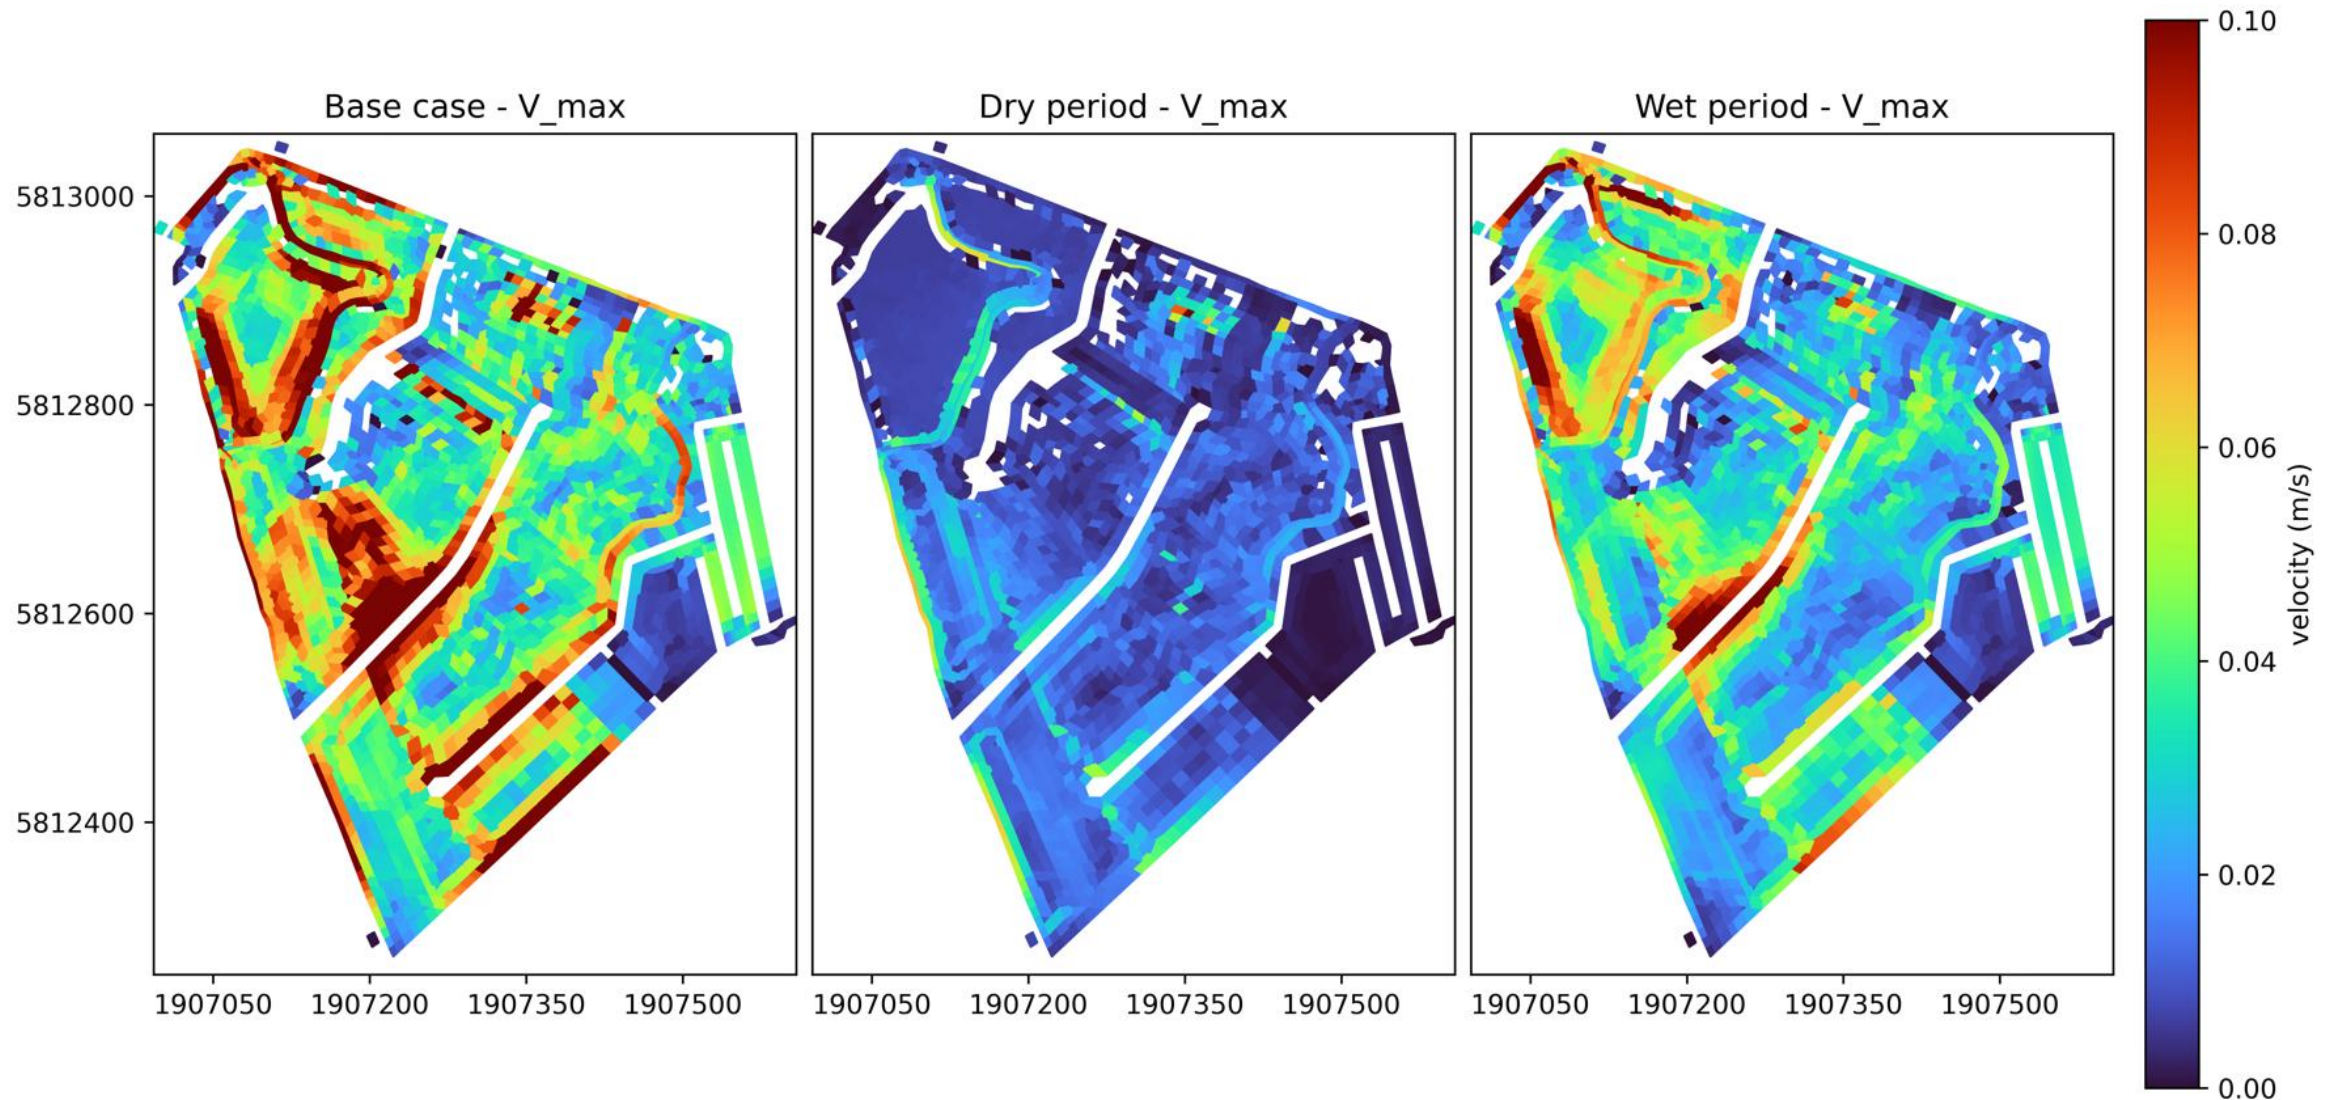 Base case - V_max
Dry period - V_max
Wet period - V_max
5813000
5812800
5812600
5812400
1907050 1907200 1907350 1907500
1907050 1907200 1907350 1907500
1907050 1907200 1907350 1907500
0.10
0.08
0.06
0.04
0.02
0.00
velocity (m/s)